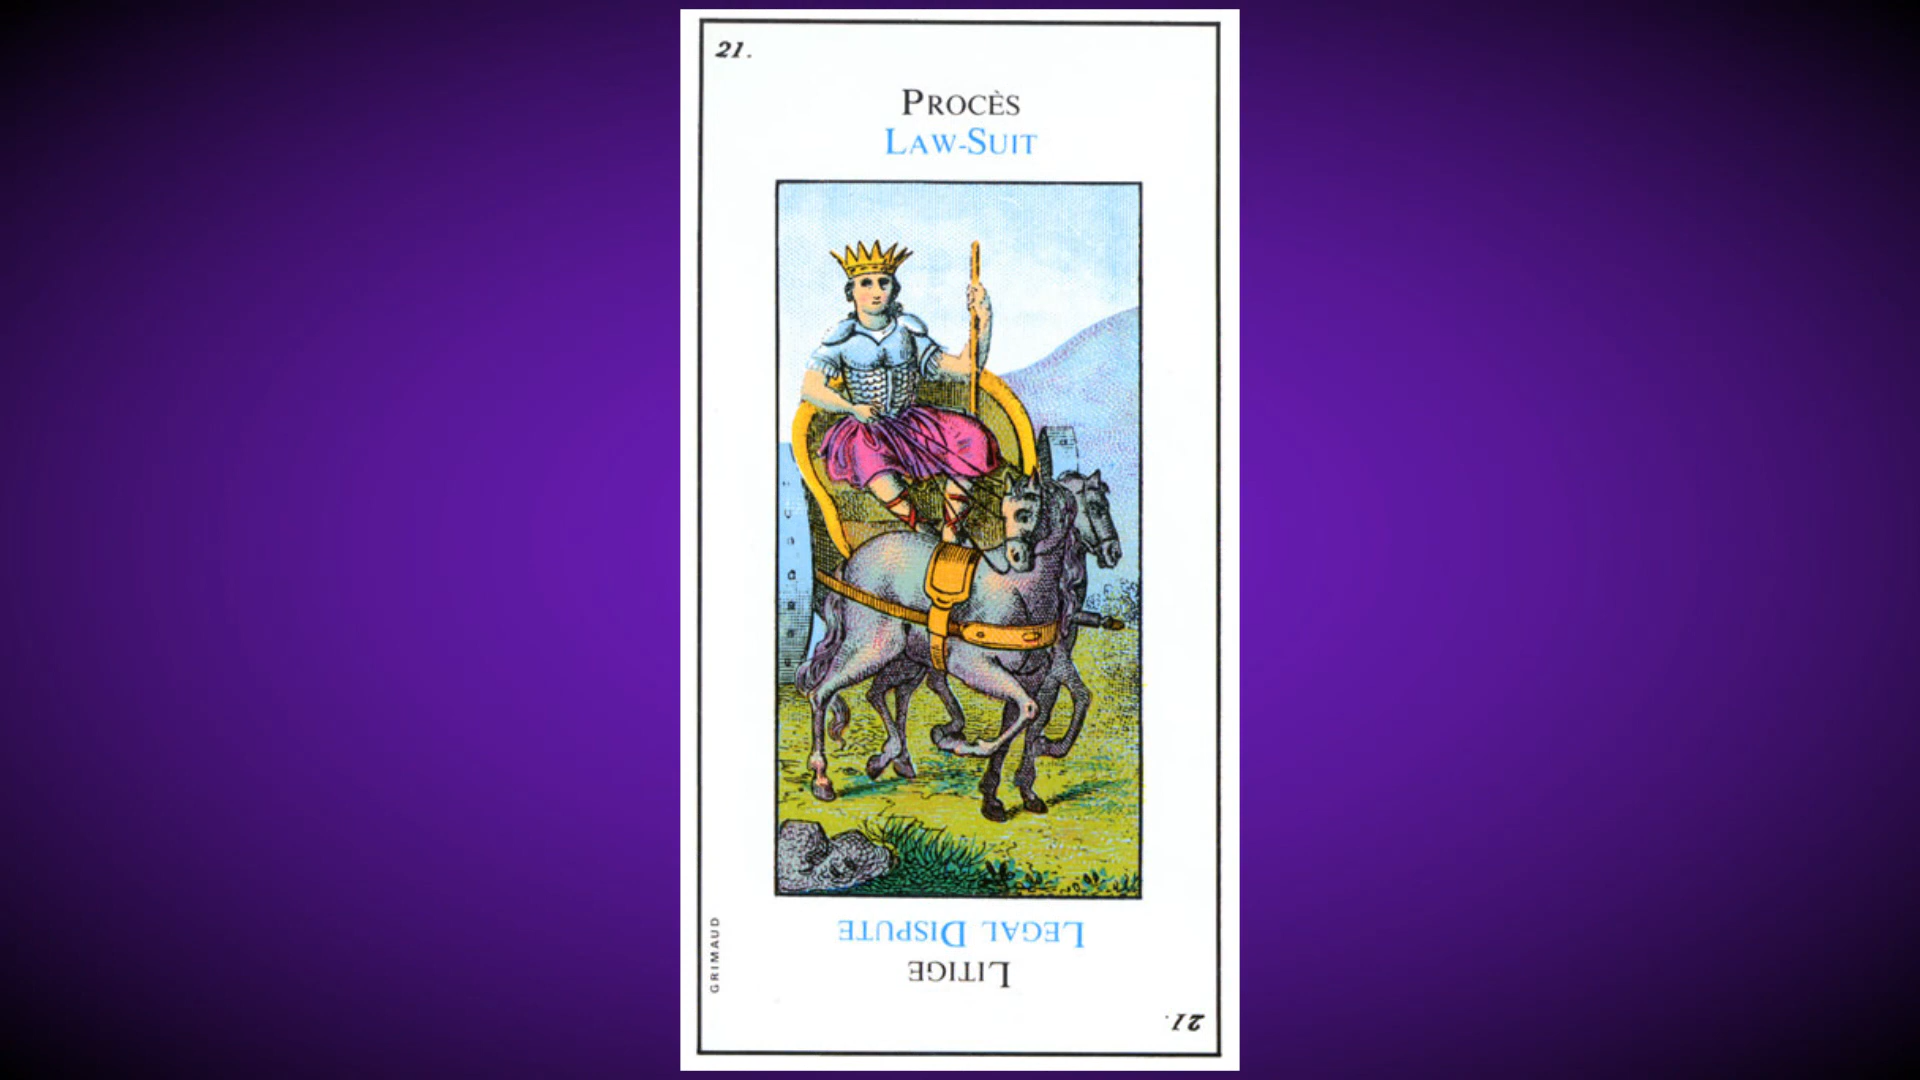 21.
PROCÈS
LAW-SUIT
LEGAL DISPUTE
LITIGE
GRIMAUD
21.